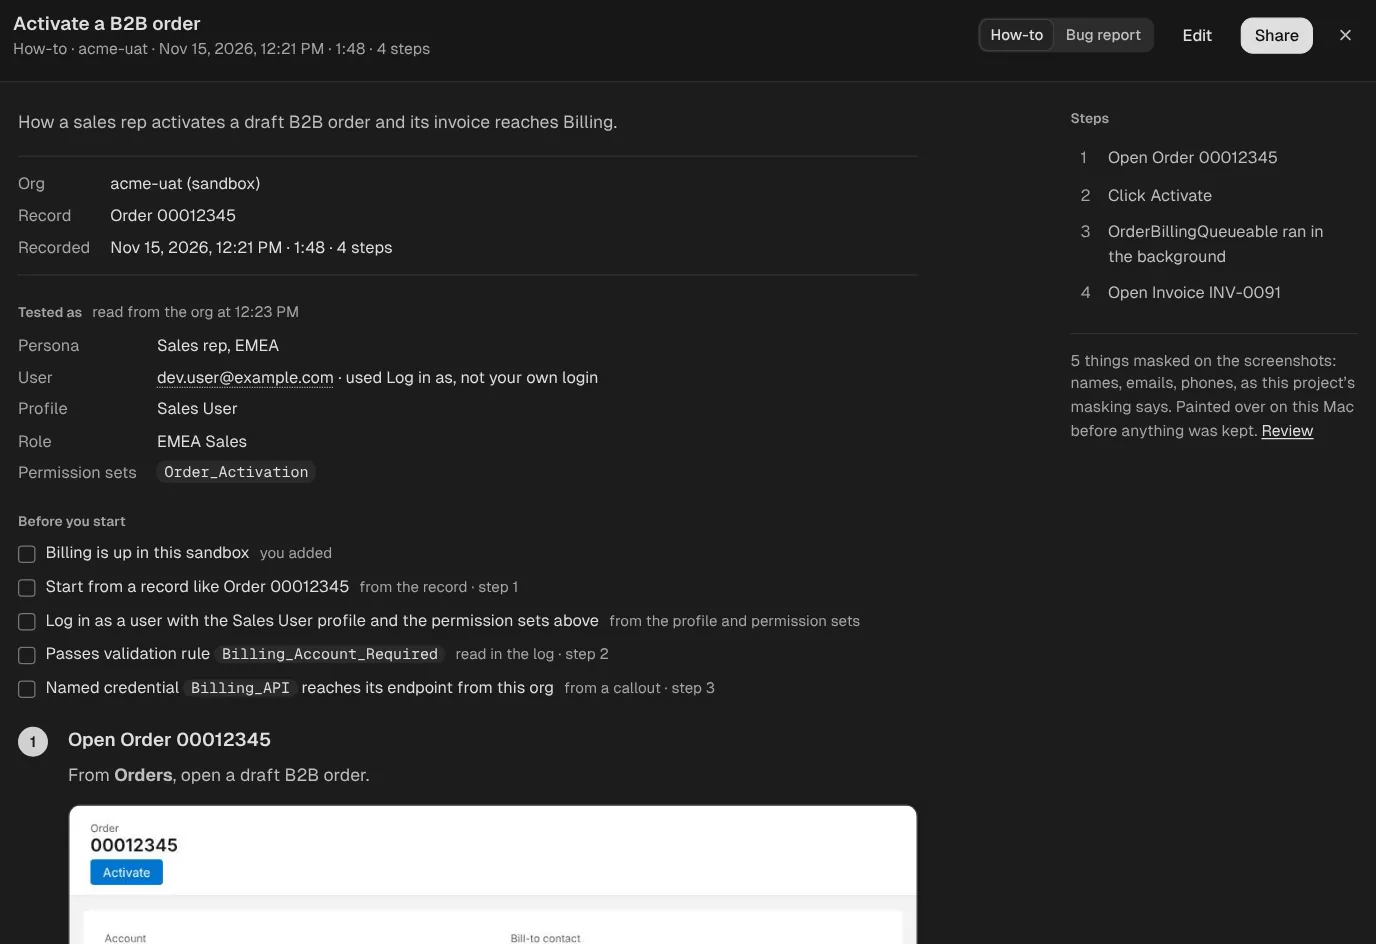 Activate a B2B order
How-to · acme-uat · Nov 15, 2026, 12:21 PM · 1:48 · 4 steps
How-to
Bug report
Edit
Share
How a sales rep activates a draft B2B order and its invoice reaches Billing.
Org acme-uat (sandbox)
Record Order 00012345
Recorded Nov 15, 2026, 12:21 PM · 1:48 · 4 steps
Tested as read from the org at 12:23 PM
Persona Sales rep, EMEA
User dev.user@example.com · used Log in as, not your own login
Profile Sales User
Role EMEA Sales
Permission sets Order_Activation
Before you start
Billing is up in this sandbox you added
Start from a record like Order 00012345 from the record · step 1
Log in as a user with the Sales User profile and the permission sets above from the profile and permission sets
Passes validation rule Billing_Account_Required read in the log · step 2
Named credential Billing_API reaches its endpoint from this org from a callout · step 3
1 Open Order 00012345
From Orders, open a draft B2B order.
Order
00012345
Activate
Account Bill-to contact
Steps
1 Open Order 00012345
2 Click Activate
3 OrderBillingQueueable ran in
the background
4 Open Invoice INV-0091
5 things masked on the screenshots:
names, emails, phones, as this project's
masking says. Painted over on this Mac
before anything was kept. Review